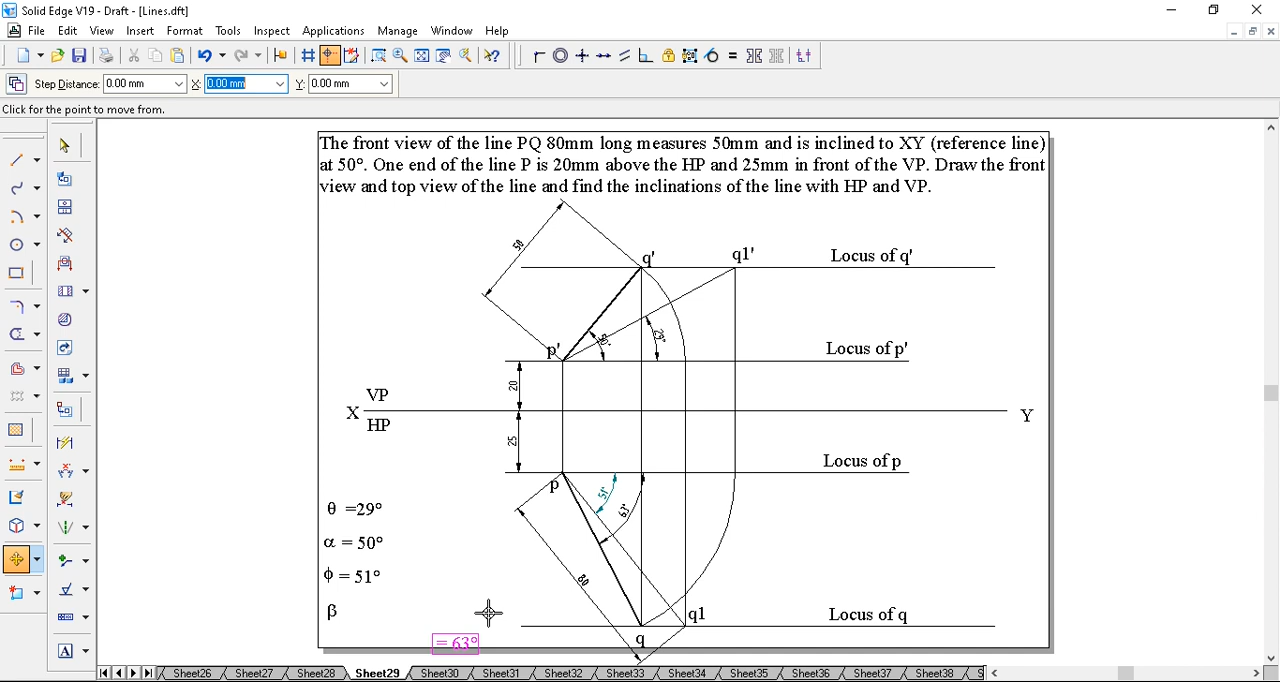 Solid Edge V19 - Draft - [Lines.dft]
File Edit View Insert Format Tools Inspect Applications Manage Window Help
Step Distance: 0.00 mm X: 0.00 mm Y: 0.00 mm
Click for the point to move from.
The front view of the line PQ 80mm long measures 50mm and is inclined to XY (reference line)
at 50°. One end of the line P is 20mm above the HP and 25mm in front of the VP. Draw the front
view and top view of the line and find the inclinations of the line with HP and VP.
50
q' q1' Locus of q'
50°
29°
p' Locus of p'
20
VP
X Y
HP
25
Locus of p
p
51°
63°
θ =29°
α = 50°
ϕ = 51°
80
β
q1 Locus of q
= 63°
q
A
Sheet26 Sheet27 Sheet28 Sheet29 Sheet30 Sheet31 Sheet32 Sheet33 Sheet34 Sheet35 Sheet36 Sheet37 Sheet38 S